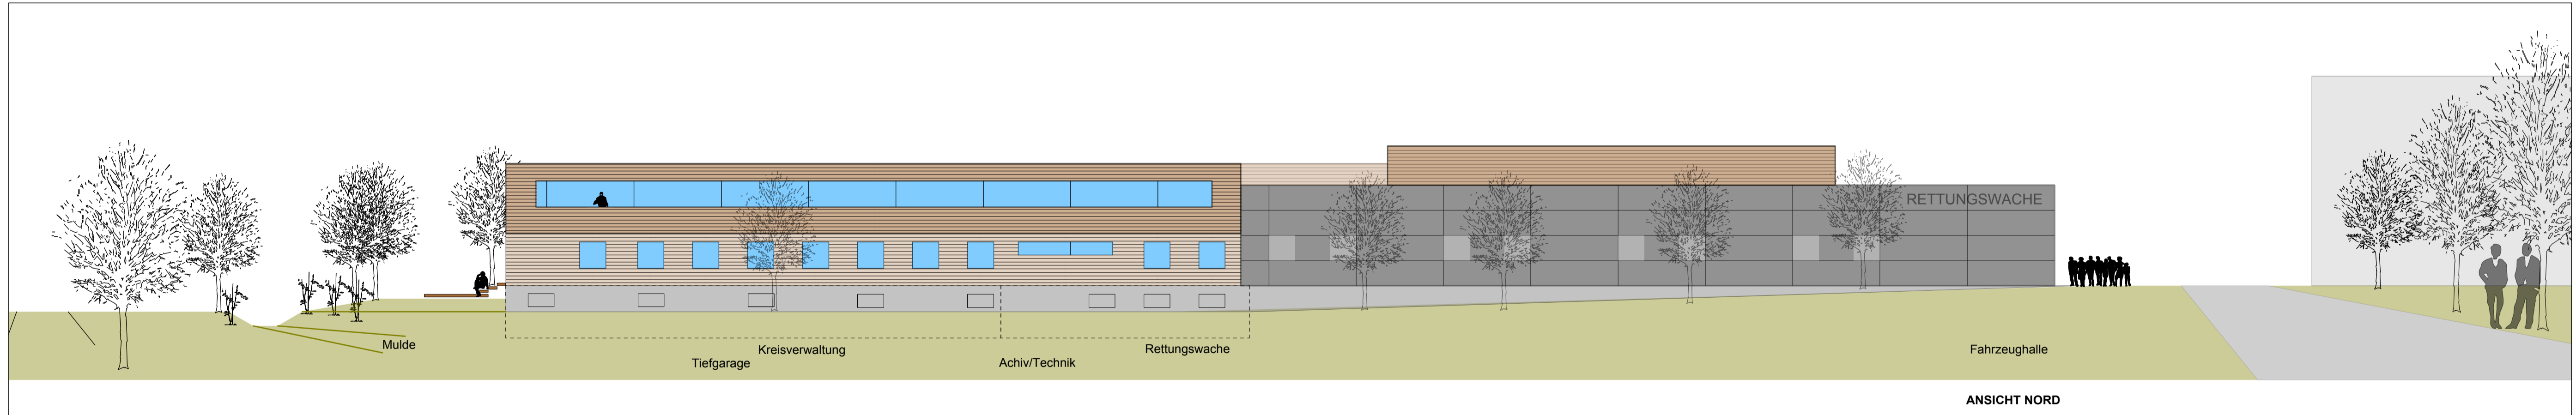 RETTUNGSWACHE
Mulde
Kreisverwaltung
Rettungswache
Fahrzeughalle
Tiefgarage
Achiv/Technik
ANSICHT NORD